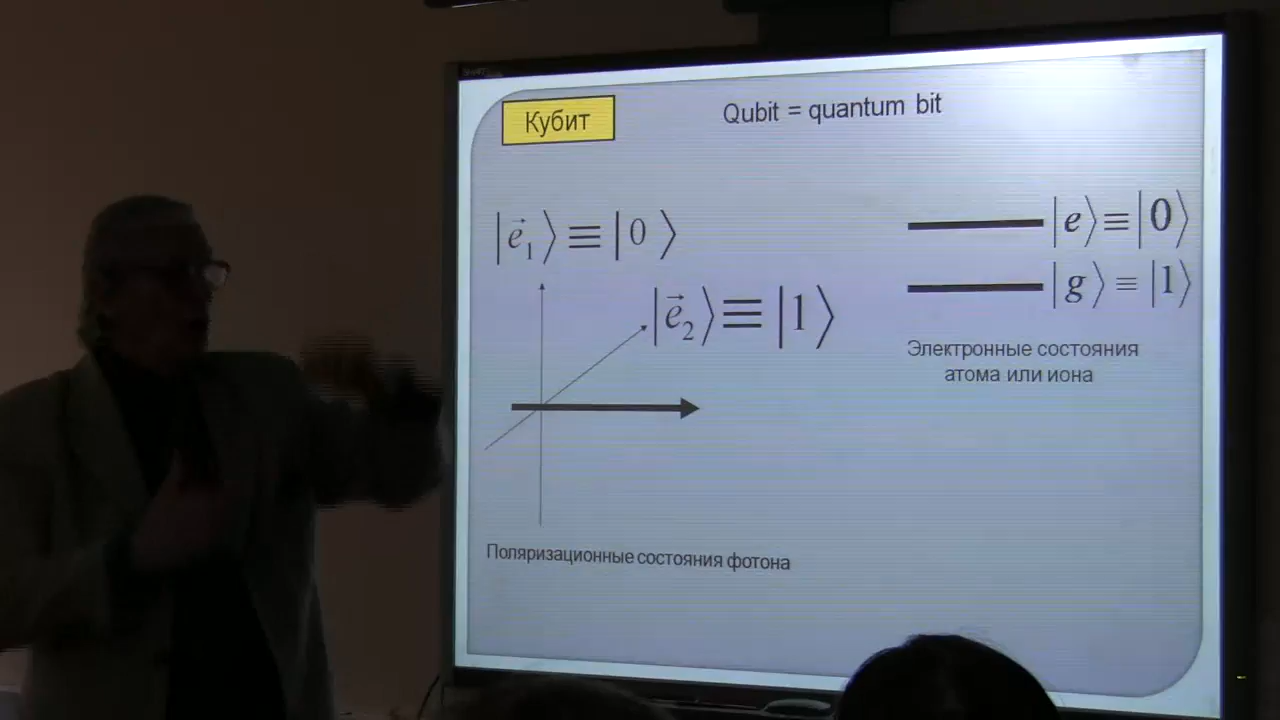 Кубит
Qubit = quantum bit
|e⃗₁⟩≡|0⟩
|e⃗₂⟩≡|1⟩
|e⟩≡|0⟩
|g⟩≡|1⟩
Электронные состояния
атома или иона
Поляризационные состояния фотона